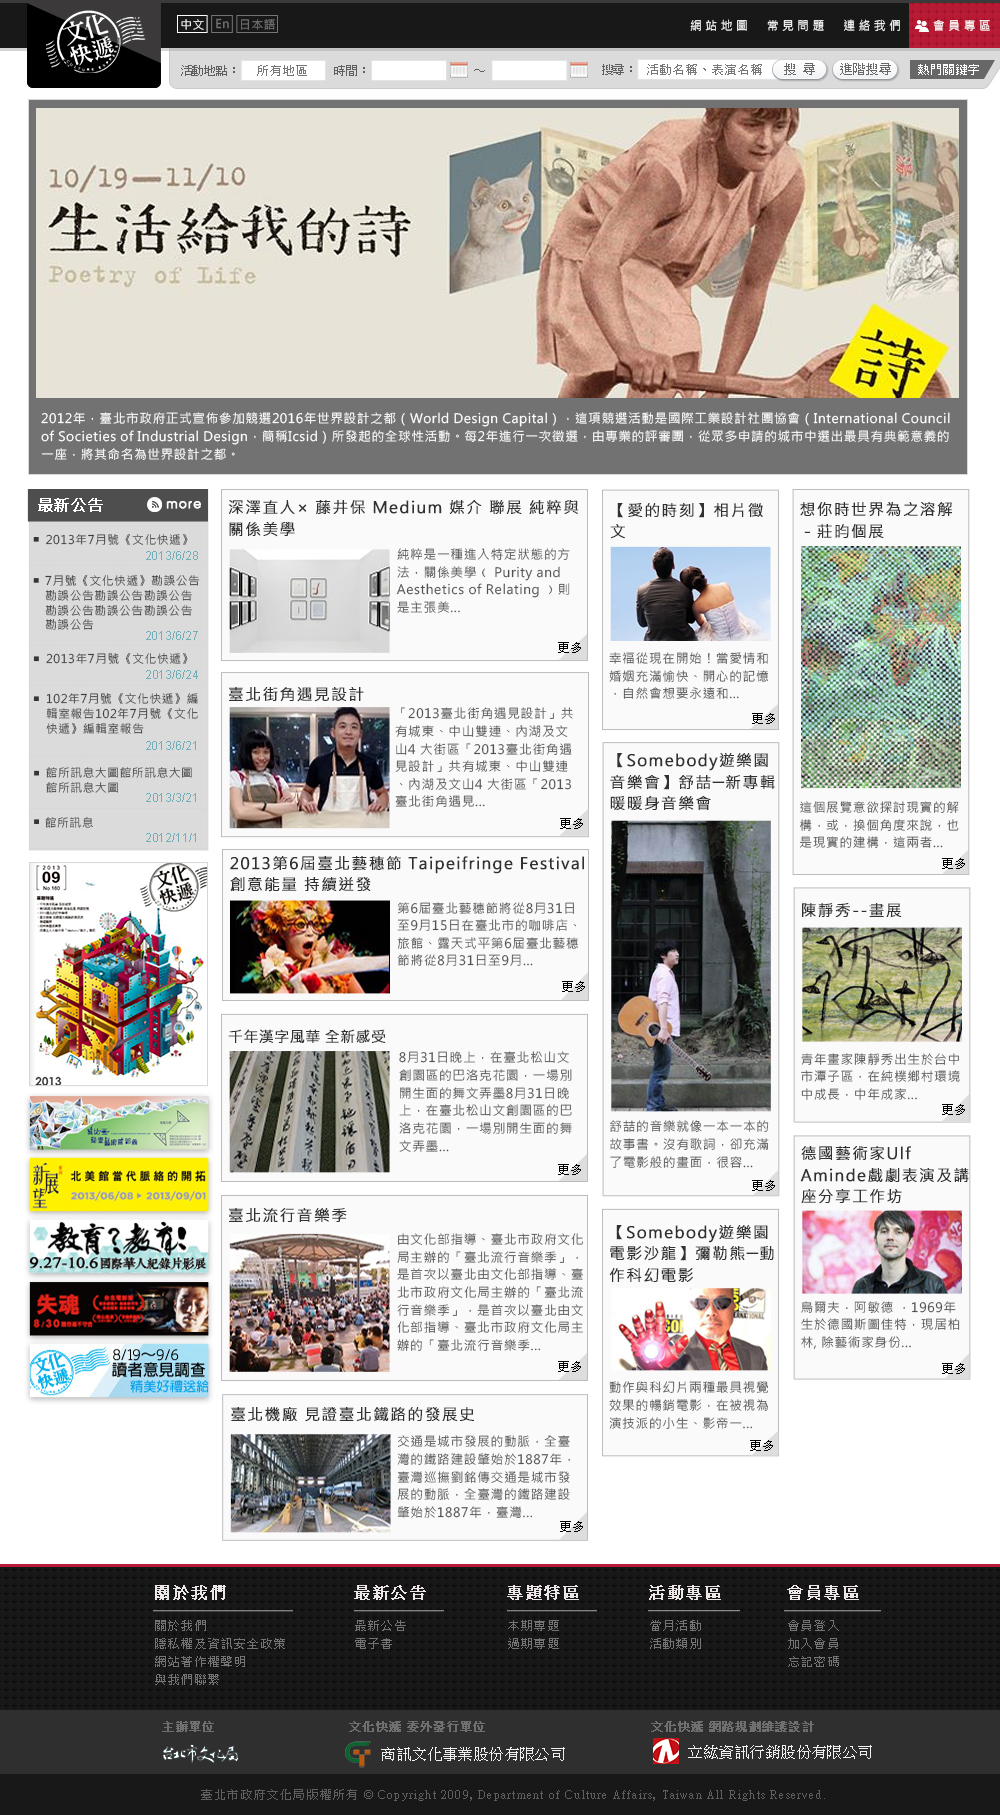 文化
快遞
中文 En 日本語
網站地圖 常見問題 連絡我們 會員專區
活動地點： 所有地區 時間： ～ 搜尋： 活動名稱、表演名稱 搜 尋 進階搜尋 熱門關鍵字
10/19—11/10
生活給我的詩
Poetry of Life
詩
2012年，臺北市政府正式宣佈參加競選2016年世界設計之都（World Design Capital），這項競選活動是國際工業設計社團協會（International Council
of Societies of Industrial Design，簡稱Icsid）所發起的全球性活動。每2年進行一次徵選，由專業的評審團，從眾多申請的城市中選出最具有典範意義的
一座，將其命名為世界設計之都。
最新公告 more
2013年7月號《文化快遞》
2013/6/28
7月號《文化快遞》勘誤公告
勘誤公告勘誤公告勘誤公告
勘誤公告勘誤公告勘誤公告
勘誤公告
2013/6/27
2013年7月號《文化快遞》
2013/6/24
102年7月號《文化快遞》編
輯室報告102年7月號《文化
快遞》編輯室報告
2013/6/21
館所訊息大圖館所訊息大圖
館所訊息大圖
2013/3/21
館所訊息
2012/11/1
2013
09
No 160
文化
快遞
2013
新展望
北美館當代脈絡的開拓
2013/06/08 ▸ 2013/09/01
教育？教育！
9.27-10.6國際華人紀錄片影展
失魂
8/30
文化
快遞
8/19～9/6
讀者意見調查
精美好禮送給
深澤直人× 藤井保 Medium 媒介 聯展 純粹與
關係美學
純粹是一種進入特定狀態的方
法，關係美學﹙ Purity and
Aesthetics of Relating ﹚則
是主張美...
更多
臺北街角遇見設計
「2013臺北街角遇見設計」共
有城東、中山雙連、內湖及文
山4 大街區「2013臺北街角遇
見設計」共有城東、中山雙連
、內湖及文山4 大街區「2013
臺北街角遇見...
更多
2013第6屆臺北藝穗節 Taipeifringe Festival
創意能量 持續迸發
第6屆臺北藝穗節將從8月31日
至9月15日在臺北市的咖啡店、
旅館、露天式平第6屆臺北藝穗
節將從8月31日至9月...
更多
千年漢字風華 全新感受
8月31日晚上，在臺北松山文
創園區的巴洛克花園，一場別
開生面的舞文弄墨8月31日晚
上，在臺北松山文創園區的巴
洛克花園，一場別開生面的舞
文弄墨...
更多
臺北流行音樂季
由文化部指導、臺北市政府文化
局主辦的「臺北流行音樂季」，
是首次以臺北由文化部指導、臺
北市政府文化局主辦的「臺北流
行音樂季」，是首次以臺北由文
化部指導、臺北市政府文化局主
辦的「臺北流行音樂季...
更多
臺北機廠 見證臺北鐵路的發展史
交通是城市發展的動脈，全臺
灣的鐵路建設肇始於1887年，
臺灣巡撫劉銘傳交通是城市發
展的動脈，全臺灣的鐵路建設
肇始於1887年，臺灣...
更多
【愛的時刻】相片徵
文
幸福從現在開始！當愛情和
婚姻充滿愉快、開心的記憶
，自然會想要永遠和...
更多
【Somebody遊樂園
音樂會】舒喆─新專輯
暖暖身音樂會
舒喆的音樂就像一本一本的
故事書。沒有歌詞，卻充滿
了電影般的畫面，很容...
更多
【Somebody遊樂園
電影沙龍】彌勒熊─動
作科幻電影
動作與科幻片兩種最具視覺
效果的暢銷電影，在被視為
演技派的小生、影帝一...
更多
想你時世界為之溶解
－莊昀個展
這個展覽意欲探討現實的解
構，或，換個角度來說，也
是現實的建構，這兩者...
更多
陳靜秀--畫展
青年畫家陳靜秀出生於台中
市潭子區，在純樸鄉村環境
中成長，中年成家...
更多
德國藝術家Ulf
Aminde戲劇表演及講
座分享工作坊
烏爾夫．阿敏德 ，1969年
生於德國斯圖佳特，現居柏
林, 除藝術家身份...
更多
關於我們 最新公告 專題特區 活動專區 會員專區
關於我們 最新公告 本期專題 當月活動 會員登入
隱私權及資訊安全政策 電子書 過期專題 活動類別 加入會員
網站著作權聲明 忘記密碼
與我們聯繫
主辦單位 文化快遞 委外發行單位 文化快遞 網路規劃維護設計
台北市文化局 商訊文化事業股份有限公司 立紘資訊行銷股份有限公司
臺北市政府文化局版權所有 © Copyright 2009, Department of Culture Affairs, Taiwan All Rights Reserved.